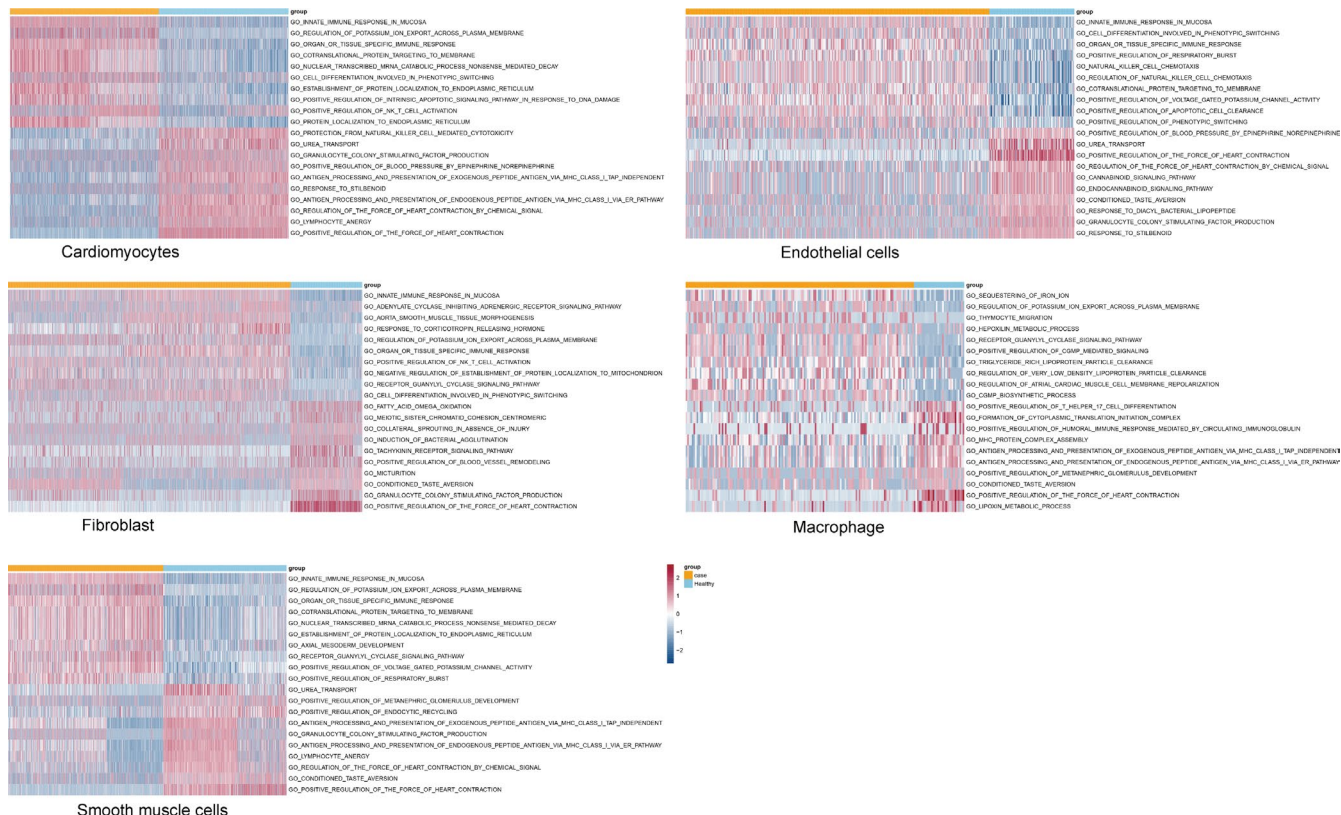 group
GO_INNATE_IMMUNE_RESPONSE_IN_MUCOSA
GO_REGULATION_OF_POTASSIUM_ION_EXPORT_ACROSS_PLASMA_MEMBRANE
GO_ORGAN_OR_TISSUE_SPECIFIC_IMMUNE_RESPONSE
GO_COTRANSLATIONAL_PROTEIN_TARGETING_TO_MEMBRANE
GO_NUCLEAR_TRANSCRIBED_MRNA_CATABOLIC_PROCESS_NONSENSE_MEDIATED_DECAY
GO_CELL_DIFFERENTIATION_INVOLVED_IN_PHENOTYPIC_SWITCHING
GO_ESTABLISHMENT_OF_PROTEIN_LOCALIZATION_TO_ENDOPLASMIC_RETICULUM
GO_POSITIVE_REGULATION_OF_INTRINSIC_APOPTOTIC_SIGNALING_PATHWAY_IN_RESPONSE_TO_DNA_DAMAGE
GO_POSITIVE_REGULATION_OF_NK_T_CELL_ACTIVATION
GO_PROTEIN_LOCALIZATION_TO_ENDOPLASMIC_RETICULUM
GO_PROTECTION_FROM_NATURAL_KILLER_CELL_MEDIATED_CYTOTOXICITY
GO_UREA_TRANSPORT
GO_GRANULOCYTE_COLONY_STIMULATING_FACTOR_PRODUCTION
GO_POSITIVE_REGULATION_OF_BLOOD_PRESSURE_BY_EPINEPHRINE_NOREPINEPHRINE
GO_ANTIGEN_PROCESSING_AND_PRESENTATION_OF_EXOGENOUS_PEPTIDE_ANTIGEN_VIA_MHC_CLASS_I_TAP_INDEPENDENT
GO_RESPONSE_TO_STILBENOID
GO_ANTIGEN_PROCESSING_AND_PRESENTATION_OF_ENDOGENOUS_PEPTIDE_ANTIGEN_VIA_MHC_CLASS_I_VIA_ER_PATHWAY
GO_REGULATION_OF_THE_FORCE_OF_HEART_CONTRACTION_BY_CHEMICAL_SIGNAL
GO_LYMPHOCYTE_ANERGY
GO_POSITIVE_REGULATION_OF_THE_FORCE_OF_HEART_CONTRACTION
Cardiomyocytes
group
GO_INNATE_IMMUNE_RESPONSE_IN_MUCOSA
GO_CELL_DIFFERENTIATION_INVOLVED_IN_PHENOTYPIC_SWITCHING
GO_ORGAN_OR_TISSUE_SPECIFIC_IMMUNE_RESPONSE
GO_POSITIVE_REGULATION_OF_RESPIRATORY_BURST
GO_NATURAL_KILLER_CELL_CHEMOTAXIS
GO_REGULATION_OF_NATURAL_KILLER_CELL_CHEMOTAXIS
GO_COTRANSLATIONAL_PROTEIN_TARGETING_TO_MEMBRANE
GO_POSITIVE_REGULATION_OF_VOLTAGE_GATED_POTASSIUM_CHANNEL_ACTIVITY
GO_POSITIVE_REGULATION_OF_APOPTOTIC_CELL_CLEARANCE
GO_POSITIVE_REGULATION_OF_PHENOTYPIC_SWITCHING
GO_POSITIVE_REGULATION_OF_BLOOD_PRESSURE_BY_EPINEPHRINE_NOREPINEPHRINE
GO_UREA_TRANSPORT
GO_POSITIVE_REGULATION_OF_THE_FORCE_OF_HEART_CONTRACTION
GO_REGULATION_OF_THE_FORCE_OF_HEART_CONTRACTION_BY_CHEMICAL_SIGNAL
GO_CANNABINOID_SIGNALING_PATHWAY
GO_ENDOCANNABINOID_SIGNALING_PATHWAY
GO_CONDITIONED_TASTE_AVERSION
GO_RESPONSE_TO_DIACYL_BACTERIAL_LIPOPEPTIDE
GO_GRANULOCYTE_COLONY_STIMULATING_FACTOR_PRODUCTION
GO_RESPONSE_TO_STILBENOID
Endothelial cells
group
GO_INNATE_IMMUNE_RESPONSE_IN_MUCOSA
GO_ADENYLATE_CYCLASE_INHIBITING_ADRENERGIC_RECEPTOR_SIGNALING_PATHWAY
GO_AORTA_SMOOTH_MUSCLE_TISSUE_MORPHOGENESIS
GO_RESPONSE_TO_CORTICOTROPIN_RELEASING_HORMONE
GO_REGULATION_OF_POTASSIUM_ION_EXPORT_ACROSS_PLASMA_MEMBRANE
GO_ORGAN_OR_TISSUE_SPECIFIC_IMMUNE_RESPONSE
GO_POSITIVE_REGULATION_OF_NK_T_CELL_ACTIVATION
GO_NEGATIVE_REGULATION_OF_ESTABLISHMENT_OF_PROTEIN_LOCALIZATION_TO_MITOCHONDRION
GO_RECEPTOR_GUANYLYL_CYCLASE_SIGNALING_PATHWAY
GO_CELL_DIFFERENTIATION_INVOLVED_IN_PHENOTYPIC_SWITCHING
GO_FATTY_ACID_OMEGA_OXIDATION
GO_MEIOTIC_SISTER_CHROMATID_COHESION_CENTROMERIC
GO_COLLATERAL_SPROUTING_IN_ABSENCE_OF_INJURY
GO_INDUCTION_OF_BACTERIAL_AGGLUTINATION
GO_TACHYKININ_RECEPTOR_SIGNALING_PATHWAY
GO_POSITIVE_REGULATION_OF_BLOOD_VESSEL_REMODELING
GO_MICTURITION
GO_CONDITIONED_TASTE_AVERSION
GO_GRANULOCYTE_COLONY_STIMULATING_FACTOR_PRODUCTION
GO_POSITIVE_REGULATION_OF_THE_FORCE_OF_HEART_CONTRACTION
Fibroblast
group
GO_SEQUESTERING_OF_IRON_ION
GO_REGULATION_OF_POTASSIUM_ION_EXPORT_ACROSS_PLASMA_MEMBRANE
GO_THYMOCYTE_MIGRATION
GO_HEPOXILIN_METABOLIC_PROCESS
GO_RECEPTOR_GUANYLYL_CYCLASE_SIGNALING_PATHWAY
GO_POSITIVE_REGULATION_OF_CGMP_MEDIATED_SIGNALING
GO_TRIGLYCERIDE_RICH_LIPOPROTEIN_PARTICLE_CLEARANCE
GO_REGULATION_OF_VERY_LOW_DENSITY_LIPOPROTEIN_PARTICLE_CLEARANCE
GO_REGULATION_OF_ATRIAL_CARDIAC_MUSCLE_CELL_MEMBRANE_REPOLARIZATION
GO_CGMP_BIOSYNTHETIC_PROCESS
GO_POSITIVE_REGULATION_OF_T_HELPER_17_CELL_DIFFERENTIATION
GO_FORMATION_OF_CYTOPLASMIC_TRANSLATION_INITIATION_COMPLEX
GO_POSITIVE_REGULATION_OF_HUMORAL_IMMUNE_RESPONSE_MEDIATED_BY_CIRCULATING_IMMUNOGLOBULIN
GO_MHC_PROTEIN_COMPLEX_ASSEMBLY
GO_ANTIGEN_PROCESSING_AND_PRESENTATION_OF_EXOGENOUS_PEPTIDE_ANTIGEN_VIA_MHC_CLASS_I_TAP_INDEPENDENT
GO_ANTIGEN_PROCESSING_AND_PRESENTATION_OF_ENDOGENOUS_PEPTIDE_ANTIGEN_VIA_MHC_CLASS_I_VIA_ER_PATHWAY
GO_POSITIVE_REGULATION_OF_METANEPHRIC_GLOMERULUS_DEVELOPMENT
GO_CONDITIONED_TASTE_AVERSION
GO_POSITIVE_REGULATION_OF_THE_FORCE_OF_HEART_CONTRACTION
GO_LIPOXIN_METABOLIC_PROCESS
Macrophage
group
GO_INNATE_IMMUNE_RESPONSE_IN_MUCOSA
GO_REGULATION_OF_POTASSIUM_ION_EXPORT_ACROSS_PLASMA_MEMBRANE
GO_ORGAN_OR_TISSUE_SPECIFIC_IMMUNE_RESPONSE
GO_COTRANSLATIONAL_PROTEIN_TARGETING_TO_MEMBRANE
GO_NUCLEAR_TRANSCRIBED_MRNA_CATABOLIC_PROCESS_NONSENSE_MEDIATED_DECAY
GO_ESTABLISHMENT_OF_PROTEIN_LOCALIZATION_TO_ENDOPLASMIC_RETICULUM
GO_AXIAL_MESODERM_DEVELOPMENT
GO_RECEPTOR_GUANYLYL_CYCLASE_SIGNALING_PATHWAY
GO_POSITIVE_REGULATION_OF_VOLTAGE_GATED_POTASSIUM_CHANNEL_ACTIVITY
GO_POSITIVE_REGULATION_OF_RESPIRATORY_BURST
GO_UREA_TRANSPORT
GO_POSITIVE_REGULATION_OF_METANEPHRIC_GLOMERULUS_DEVELOPMENT
GO_POSITIVE_REGULATION_OF_ENDOCYTIC_RECYCLING
GO_ANTIGEN_PROCESSING_AND_PRESENTATION_OF_EXOGENOUS_PEPTIDE_ANTIGEN_VIA_MHC_CLASS_I_TAP_INDEPENDENT
GO_GRANULOCYTE_COLONY_STIMULATING_FACTOR_PRODUCTION
GO_ANTIGEN_PROCESSING_AND_PRESENTATION_OF_ENDOGENOUS_PEPTIDE_ANTIGEN_VIA_MHC_CLASS_I_VIA_ER_PATHWAY
GO_LYMPHOCYTE_ANERGY
GO_REGULATION_OF_THE_FORCE_OF_HEART_CONTRACTION_BY_CHEMICAL_SIGNAL
GO_CONDITIONED_TASTE_AVERSION
GO_POSITIVE_REGULATION_OF_THE_FORCE_OF_HEART_CONTRACTION
Smooth muscle cells
2
1
0
−1
−2
group
case
Healthy